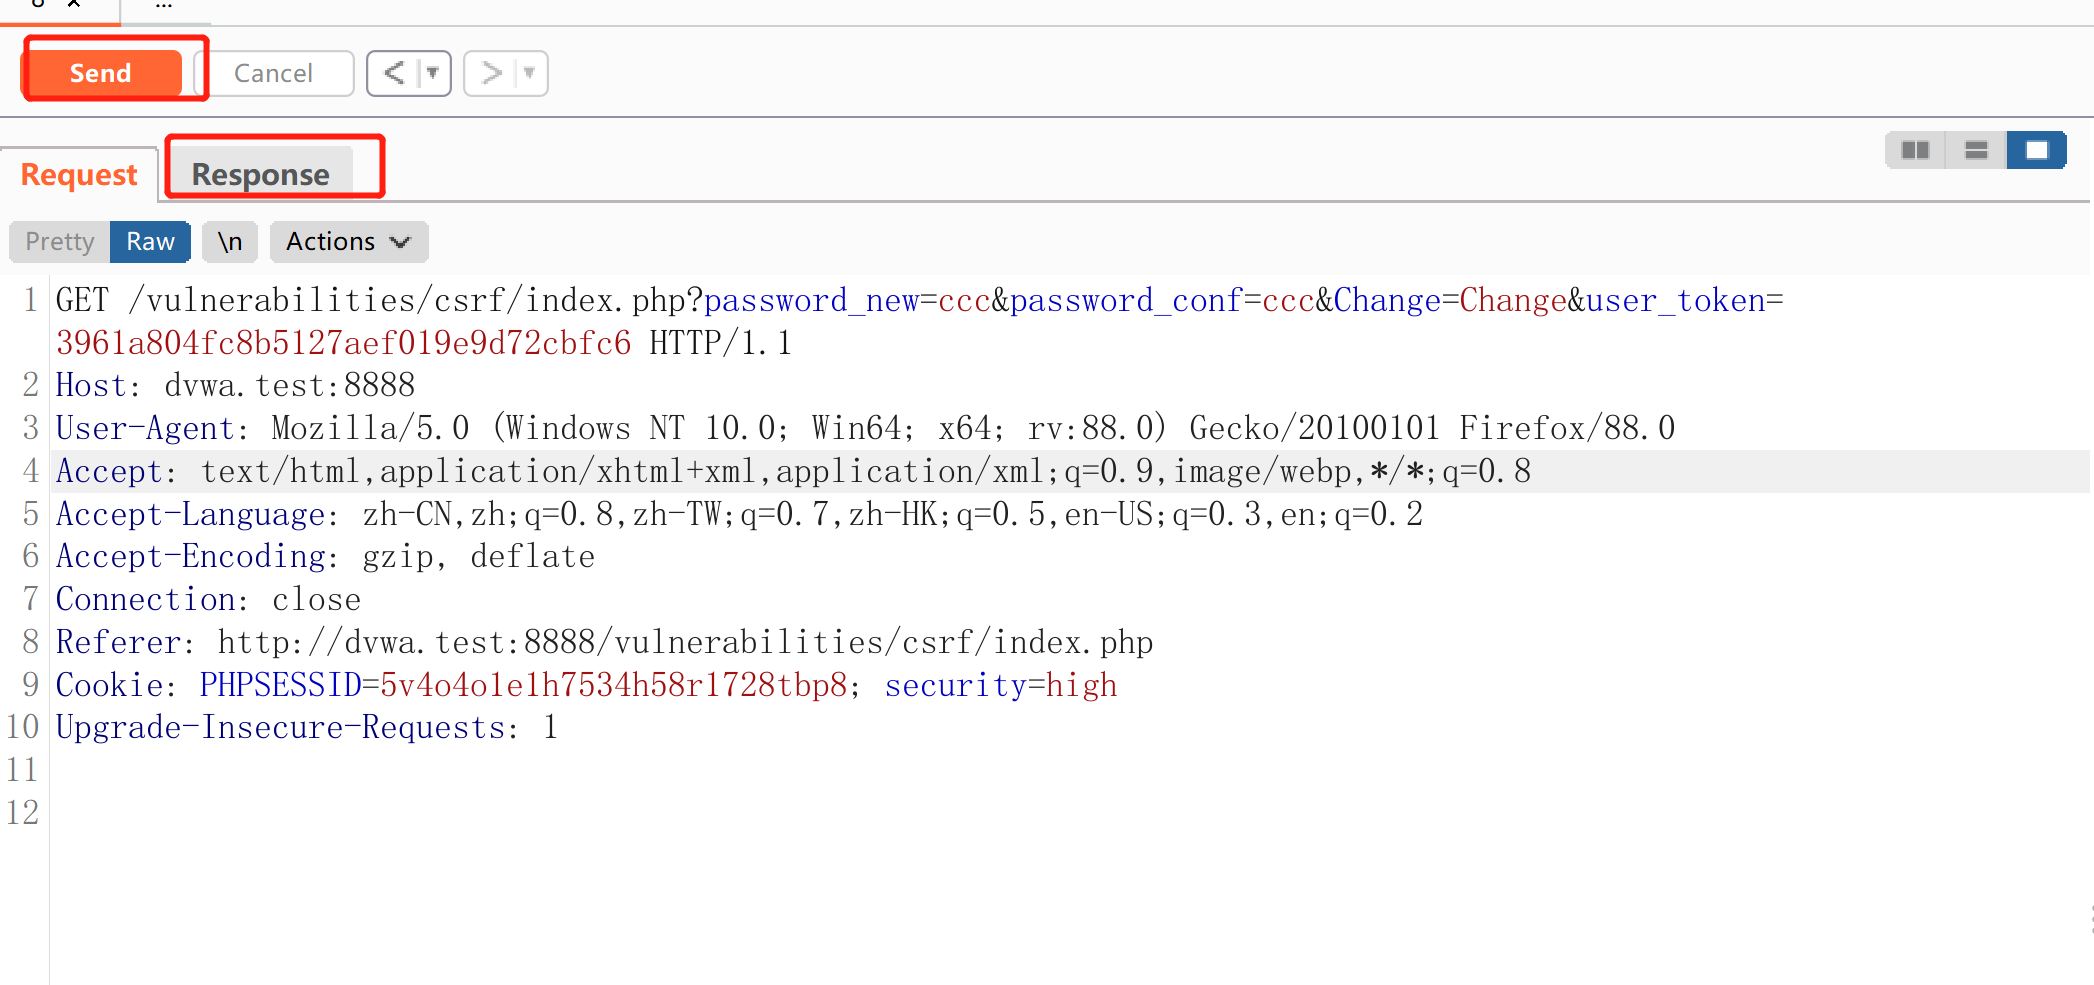 ...
Send Cancel < >
Request Response
Pretty Raw \n Actions
1 GET /vulnerabilities/csrf/index.php?password_new=ccc&password_conf=ccc&Change=Change&user_token=
3961a804fc8b5127aef019e9d72cbfc6 HTTP/1.1
2 Host: dvwa.test:8888
3 User-Agent: Mozilla/5.0 (Windows NT 10.0; Win64; x64; rv:88.0) Gecko/20100101 Firefox/88.0
4 Accept: text/html,application/xhtml+xml,application/xml;q=0.9,image/webp,*/*;q=0.8
5 Accept-Language: zh-CN,zh;q=0.8,zh-TW;q=0.7,zh-HK;q=0.5,en-US;q=0.3,en;q=0.2
6 Accept-Encoding: gzip, deflate
7 Connection: close
8 Referer: http://dvwa.test:8888/vulnerabilities/csrf/index.php
9 Cookie: PHPSESSID=5v4o4o1e1h7534h58r1728tbp8; security=high
10 Upgrade-Insecure-Requests: 1
11
12